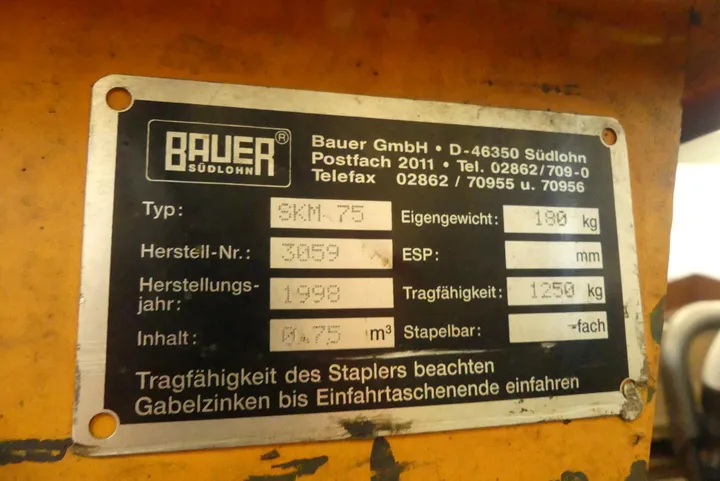 BAUER®
SÜDLOHN
Bauer GmbH • D-46350 Südlohn
Postfach 2011 • Tel. 02862/709-0
Telefax 02862 / 70955 u. 70956
Typ: SKM 75 Eigengewicht: 180 kg
Herstell-Nr.: 3059 ESP: mm
Herstellungs-
jahr: 1998 Tragfähigkeit: 1250 kg
Inhalt: 0.75 m³ Stapelbar: -fach
Tragfähigkeit des Staplers beachten
Gabelzinken bis Einfahrtaschenende einfahren